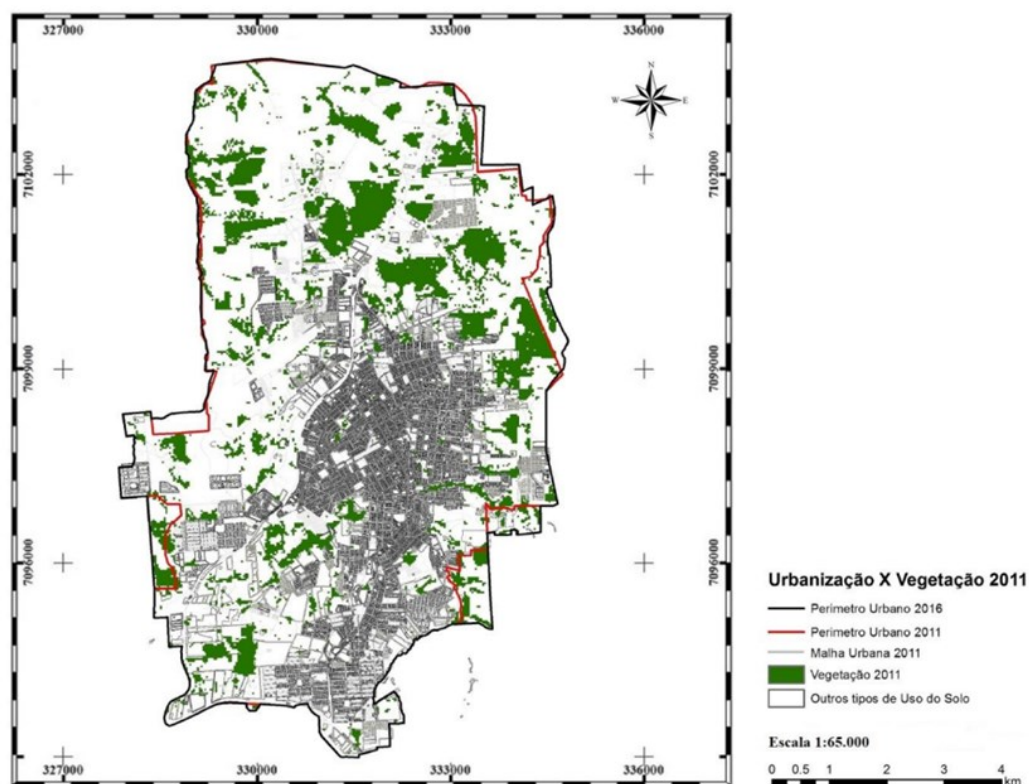 327000 330000 333000 336000
N
W E
S
7102000 7102000
7099000 7099000
7096000 7096000
Urbanização X Vegetação 2011
Perimetro Urbano 2016
Perimetro Urbano 2011
Malha Urbana 2011
Vegetação 2011
Outros tipos de Uso do Solo
Escala 1:65.000
327000 330000 333000 336000
0 0.5 1 2 3 4
km